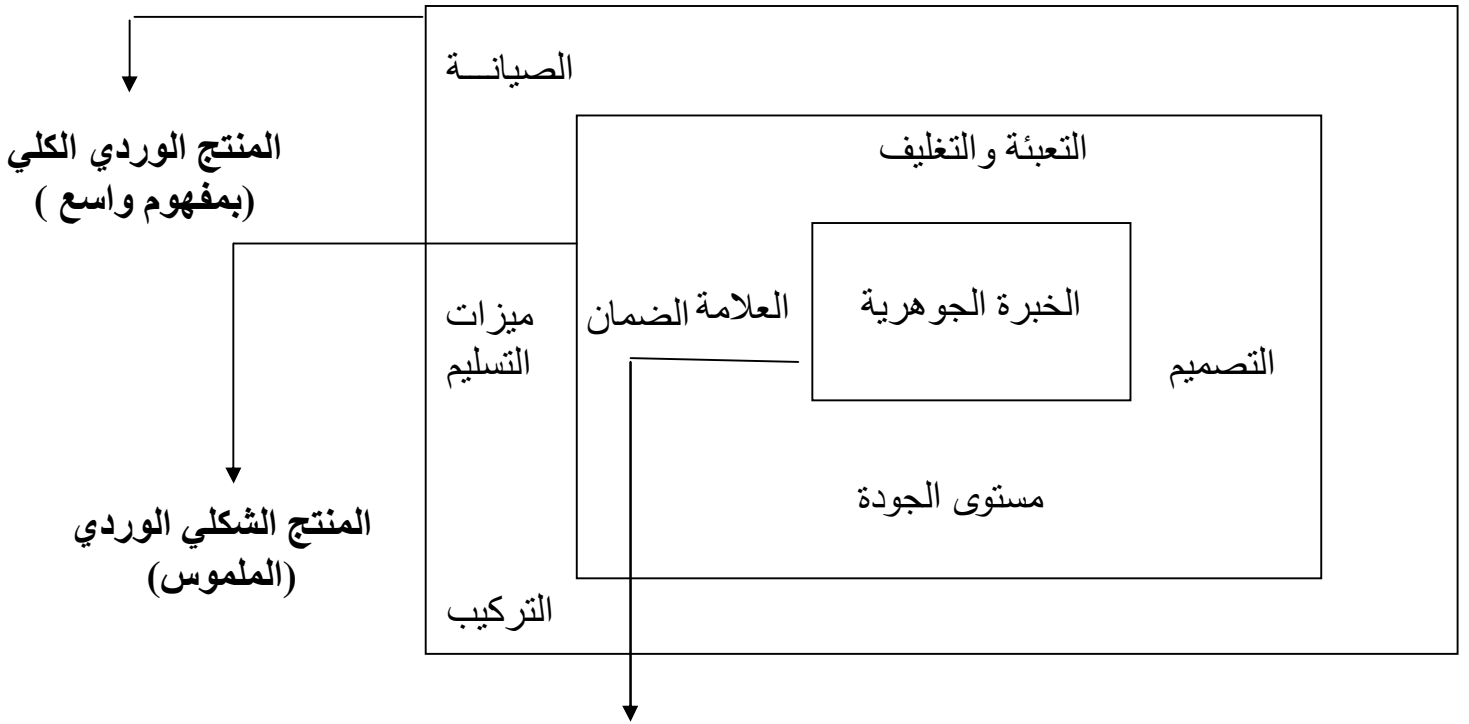 الصيانـــة
التعبئة والتغليف
المنتج الوردي الكلي
(بمفهوم واسع )
الخبرة الجوهرية
العلامة
الضمان
ميزات
التسليم
التصميم
مستوى الجودة
المنتج الشكلي الوردي
(الملموس)
التركيب